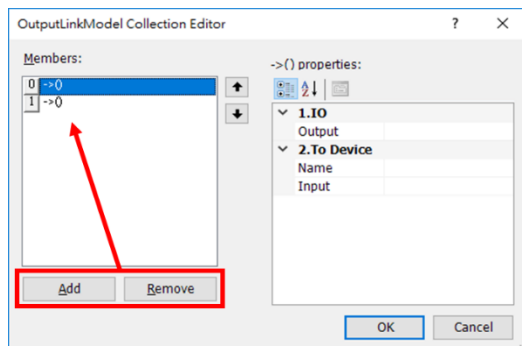 OutputLinkModel Collection Editor
Members:
0 ->()
1 ->()
Add
Remove
->() properties:
1.IO
Output
2.To Device
Name
Input
OK
Cancel